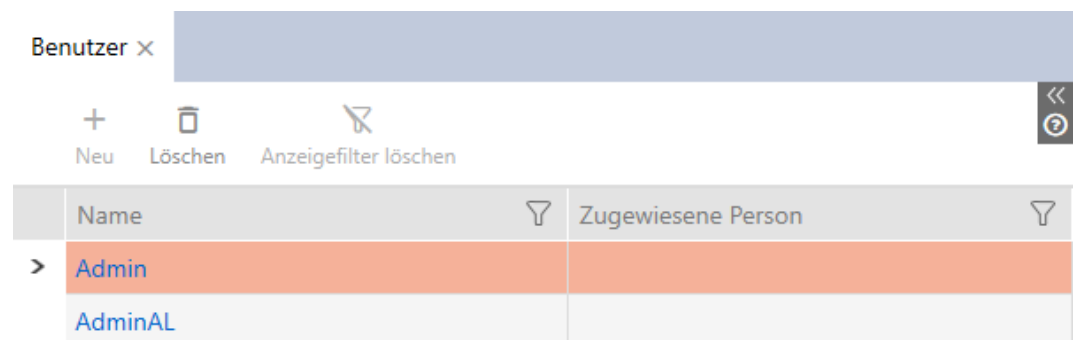 Benutzer
Neu Löschen Anzeigefilter löschen
Name Zugewiesene Person
Admin
AdminAL